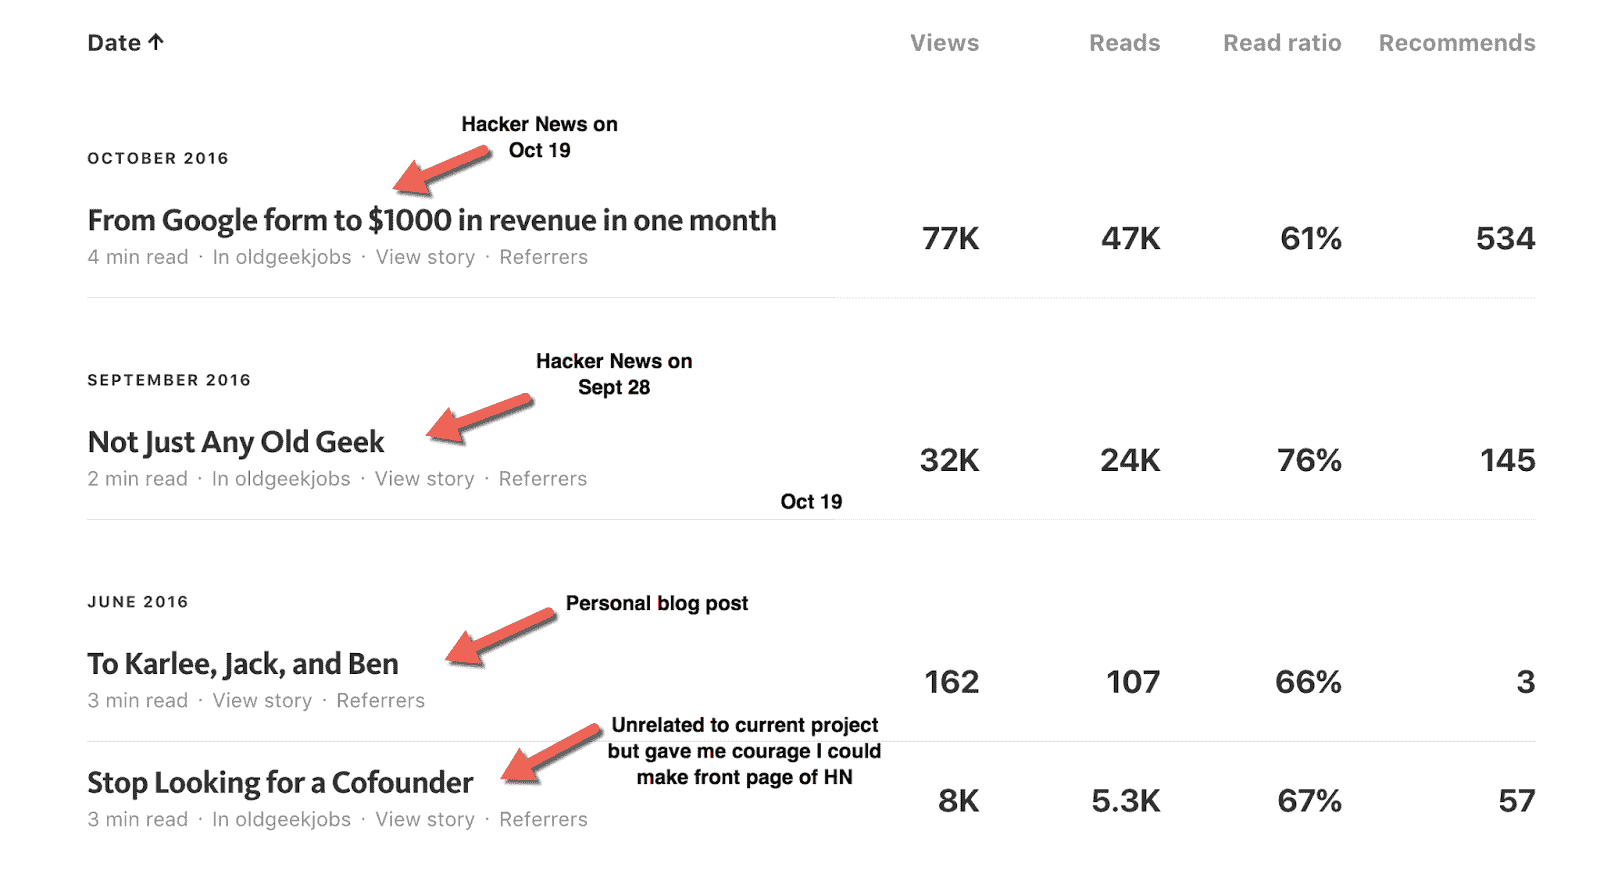 Date ↑ Views Reads Read ratio Recommends
Hacker News on
Oct 19
OCTOBER 2016
From Google form to $1000 in revenue in one month
77K 47K 61% 534
4 min read · In oldgeekjobs · View story · Referrers
Hacker News on
Sept 28
SEPTEMBER 2016
Not Just Any Old Geek
32K 24K 76% 145
2 min read · In oldgeekjobs · View story · Referrers
Oct 19
JUNE 2016
Personal blog post
To Karlee, Jack, and Ben
162 107 66% 3
3 min read · View story · Referrers
Unrelated to current project
but gave me courage I could
make front page of HN
Stop Looking for a Cofounder
8K 5.3K 67% 57
3 min read · In oldgeekjobs · View story · Referrers